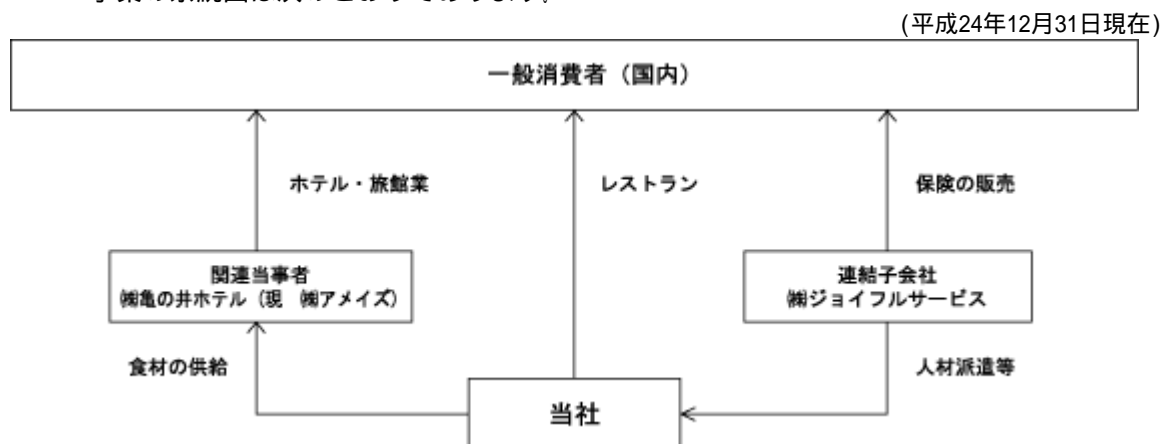 事業の系統図は次のとおりであります。
(平成24年12月31日現在)
一般消費者（国内）
ホテル・旅館業
レストラン
保険の販売
関連当事者
㈱亀の井ホテル（現　㈱アメイズ）
連結子会社
㈱ジョイフルサービス
食材の供給
人材派遣等
当社